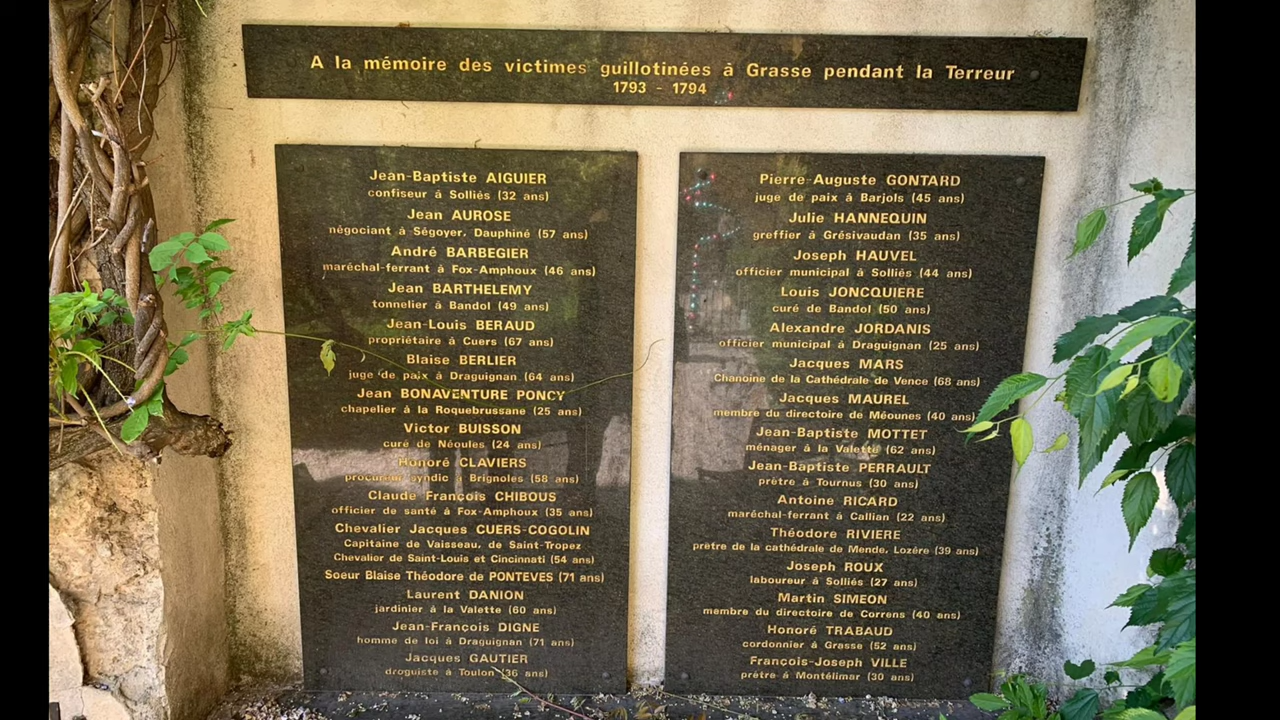 A la mémoire des victimes guillotinées à Grasse pendant la Terreur
1793 - 1794
Jean-Baptiste AIGUIER
confiseur à Solliés (32 ans)
Jean AUROSE
négociant à Ségoyer, Dauphiné (57 ans)
André BARBEGIER
maréchal-ferrant à Fox-Amphoux (46 ans)
Jean BARTHELEMY
tonnelier à Bandol (49 ans)
Jean-Louis BERAUD
propriétaire à Cuers (67 ans)
Blaise BERLIER
juge de paix à Draguignan (64 ans)
Jean BONAVENTURE PONCY
chapelier à la Roquebrussane (25 ans)
Victor BUISSON
curé de Néoules (24 ans)
Honoré CLAVIERS
procureur syndic à Brignoles (58 ans)
Claude François CHIBOUS
officier de santé à Fox-Amphoux (35 ans)
Chevalier Jacques CUERS-COGOLIN
Capitaine de Vaisseau, de Saint-Tropez
Chevalier de Saint-Louis et Cincinnati (54 ans)
Soeur Blaise Théodore de PONTEVES (71 ans)
Laurent DANION
jardinier à la Valette (60 ans)
Jean-François DIGNE
homme de loi à Draguignan (71 ans)
Jacques GAUTIER
droguiste à Toulon (36 ans)
Pierre-Auguste GONTARD
juge de paix à Barjols (45 ans)
Julie HANNEQUIN
greffier à Grésivaudan (35 ans)
Joseph HAUVEL
officier municipal à Solliés (44 ans)
Louis JONCQUIERE
curé de Bandol (50 ans)
Alexandre JORDANIS
officier municipal à Draguignan (25 ans)
Jacques MARS
Chanoine de la Cathédrale de Vence (68 ans)
Jacques MAUREL
membre du directoire de Méounes (40 ans)
Jean-Baptiste MOTTET
ménager à la Valette (62 ans)
Jean-Baptiste PERRAULT
prêtre à Tournus (30 ans)
Antoine RICARD
maréchal-ferrant à Callian (22 ans)
Théodore RIVIERE
prêtre de la cathédrale de Mende, Lozère (39 ans)
Joseph ROUX
laboureur à Solliés (27 ans)
Martin SIMEON
membre du directoire de Correns (40 ans)
Honoré TRABAUD
cordonnier à Grasse (52 ans)
François-Joseph VILLE
prêtre à Montélimar (30 ans)